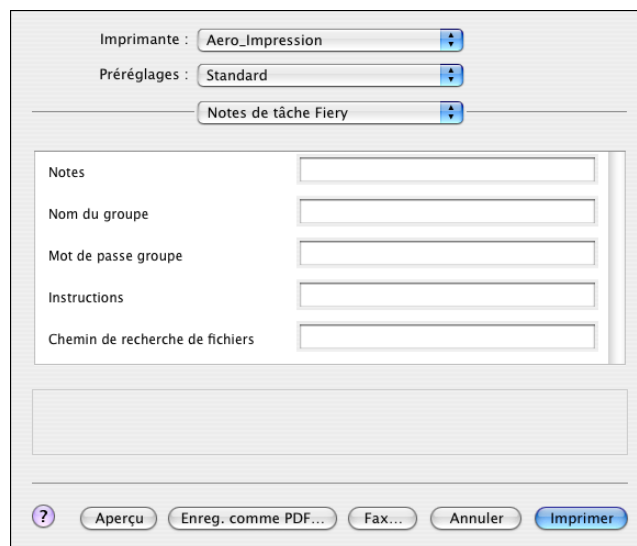 Imprimante : Aero_Impression
Préréglages : Standard
Notes de tâche Fiery
Notes
Nom du groupe
Mot de passe groupe
Instructions
Chemin de recherche de fichiers
? Aperçu Enreg. comme PDF... Fax... Annuler Imprimer